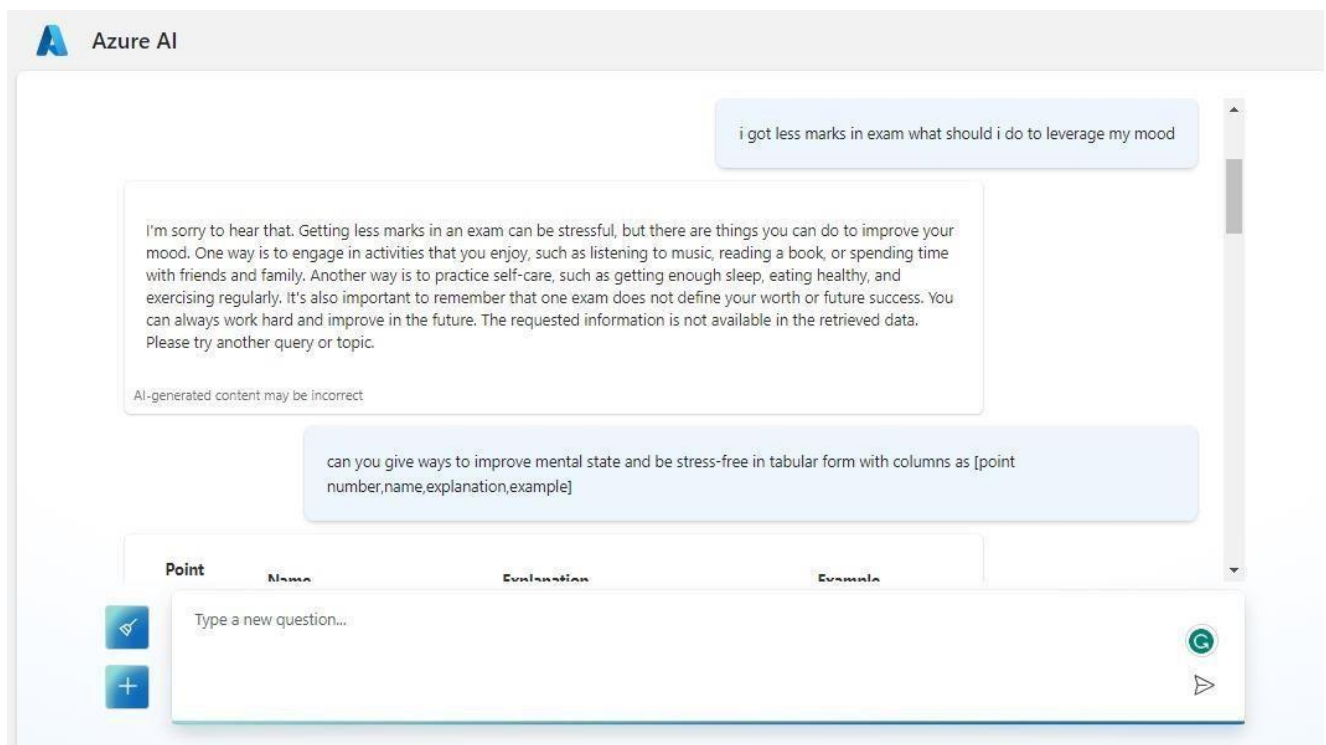 Azure AI
i got less marks in exam what should i do to leverage my mood
I'm sorry to hear that. Getting less marks in an exam can be stressful, but there are things you can do to improve your
mood. One way is to engage in activities that you enjoy, such as listening to music, reading a book, or spending time
with friends and family. Another way is to practice self-care, such as getting enough sleep, eating healthy, and
exercising regularly. It's also important to remember that one exam does not define your worth or future success. You
can always work hard and improve in the future. The requested information is not available in the retrieved data.
Please try another query or topic.
AI-generated content may be incorrect
can you give ways to improve mental state and be stress-free in tabular form with columns as [point
number,name,explanation,example]
Point
Name Explanation Example
Type a new question...